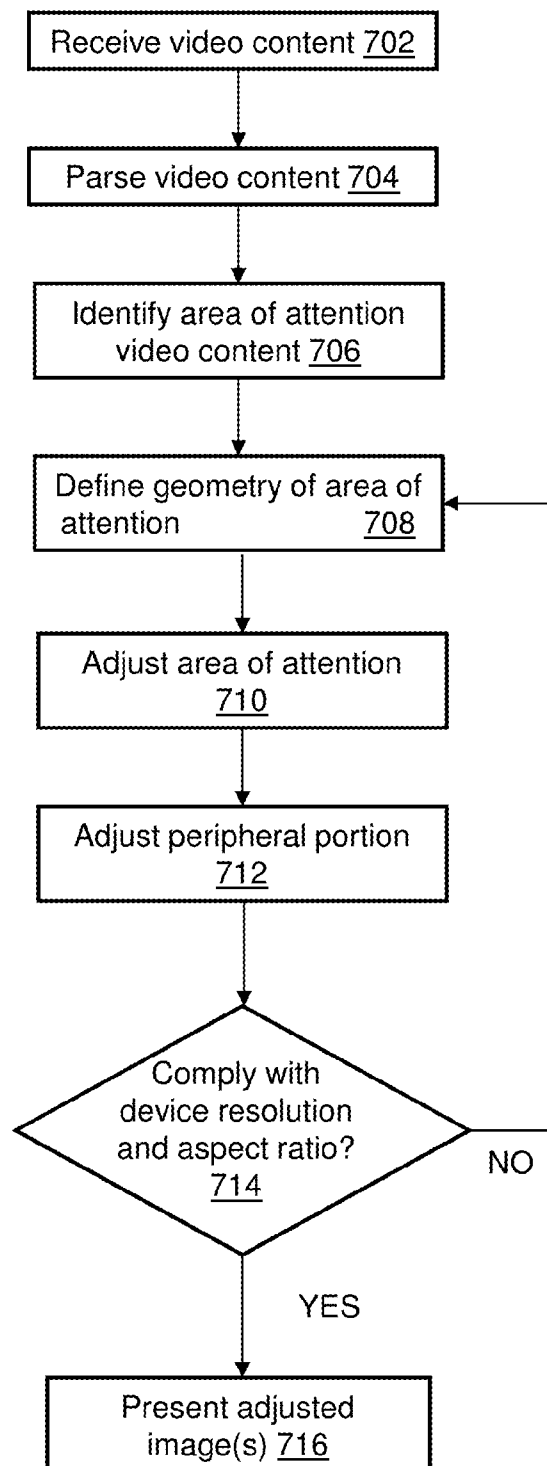 Receive video content 702
Parse video content 704
Identify area of attention
video content 706
Define geometry of area of
attention 708
Adjust area of attention
710
Adjust peripheral portion
712
Comply with
device resolution
and aspect ratio?
714
NO
YES
Present adjusted
image(s) 716